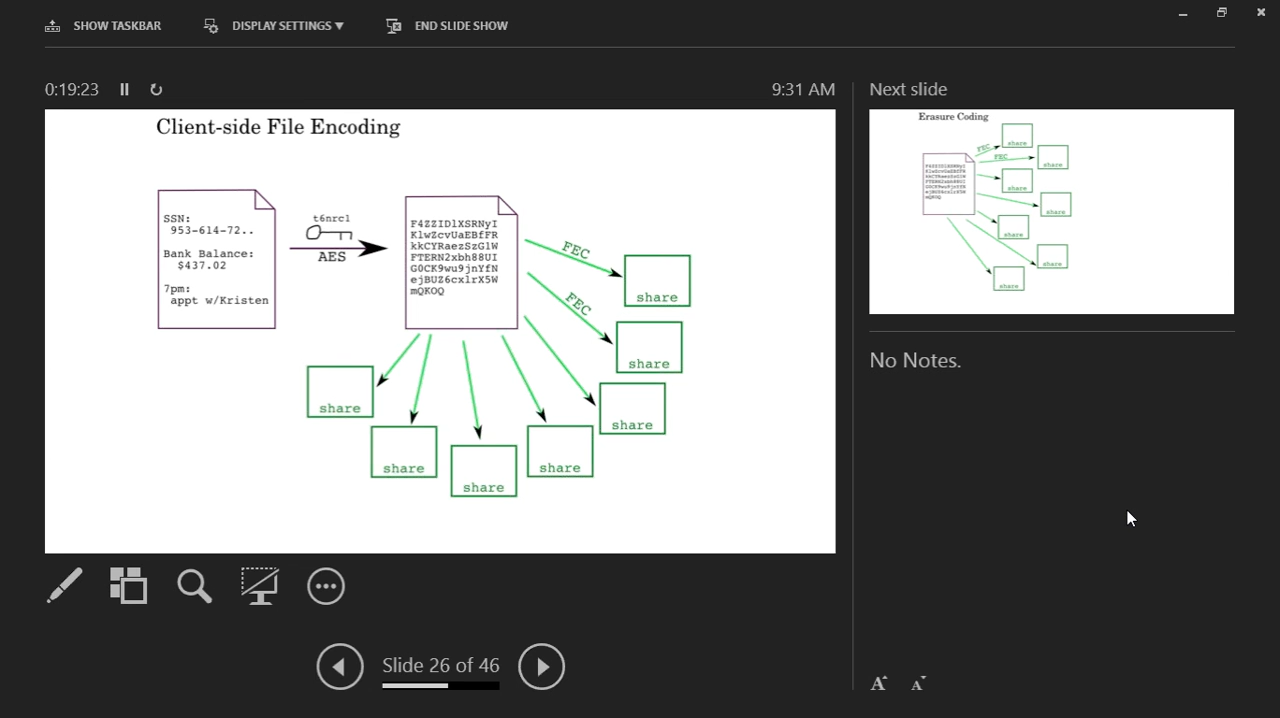 SHOW TASKBAR
DISPLAY SETTINGS ▼
END SLIDE SHOW
0:19:23
9:31 AM
Next slide
Client-side File Encoding
SSN:
953-614-72..
Bank Balance:
$437.02
7pm:
appt w/Kristen
t6nrc1
AES
F4ZZIDlXSRNyI
KlwZcvUaEBfFR
kkCYRaezSzGlW
FTERN2xbh88UI
G0CK9wu9jnYfN
ejBUZ6cxlrX5W
mQKOQ
FEC
FEC
share
share
share
share
share
share
share
Erasure Coding
FEC
FEC
share
share
share
share
share
share
share
No Notes.
Slide 26 of 46
A
A